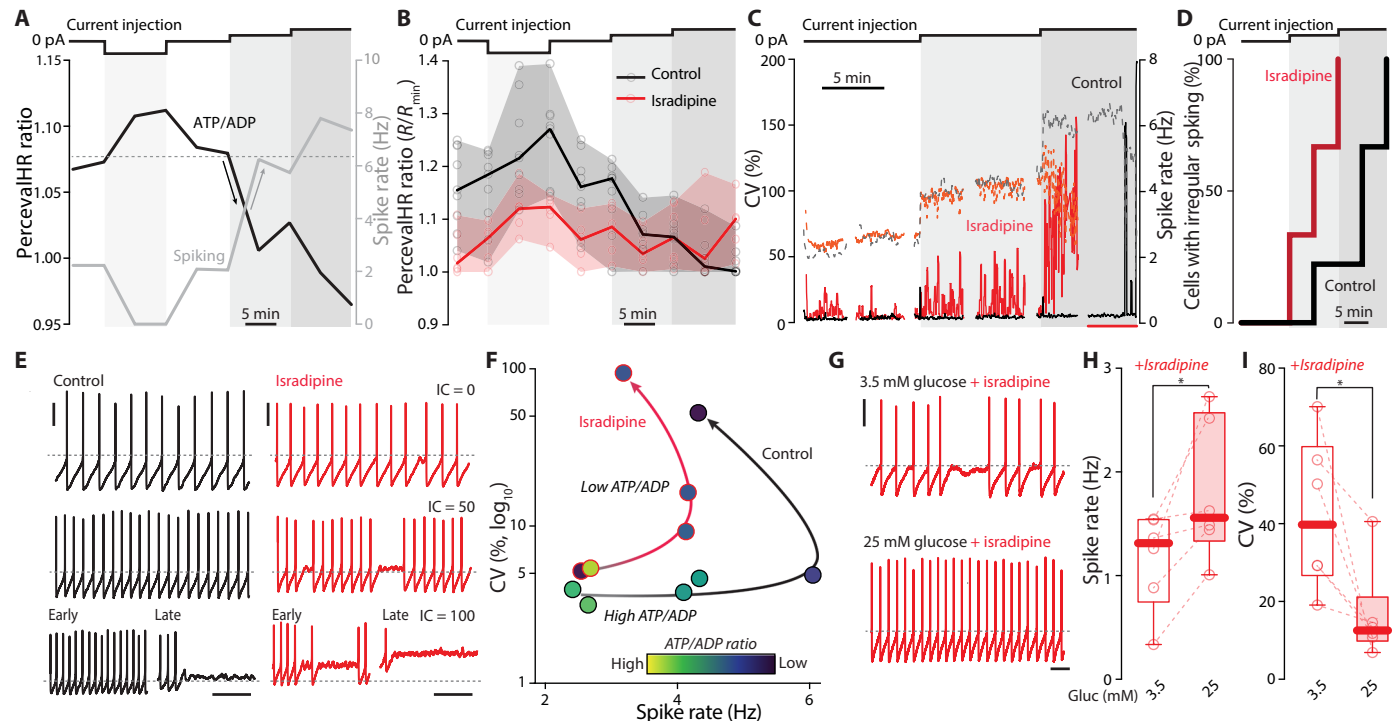 A
Current injection
0 pA
1.15
1.10
1.05
1.00
0.95
PercevalHR ratio
ATP/ADP
Spiking
5 min
10
8
6
4
2
0
Spike rate (Hz)
B
Current injection
0 pA
1.4
1.3
1.2
1.1
1.0
0.9
PercevalHR ratio (R/Rmin)
Control
Isradipine
5 min
C
Current injection
0 pA
200
150
100
50
0
CV (%)
5 min
Control
Isradipine
8
6
4
2
0
Spike rate (Hz)
D
Current injection
0 pA
100
50
0
Cells with irregular spiking (%)
Isradipine
Control
5 min
E
Control
Isradipine
IC = 0
IC = 50
Early
Late
Early
Late
IC = 100
F
100
50
10
5
1
CV (%, log10)
Isradipine
Control
Low ATP/ADP
High ATP/ADP
ATP/ADP ratio
High
Low
2
4
6
Spike rate (Hz)
G
3.5 mM glucose + isradipine
25 mM glucose + isradipine
H
+Isradipine
*
3
2
1
0
Spike rate (Hz)
Gluc (mM)
3.5
25
I
+Isradipine
*
80
60
40
20
0
CV (%)
3.5
25